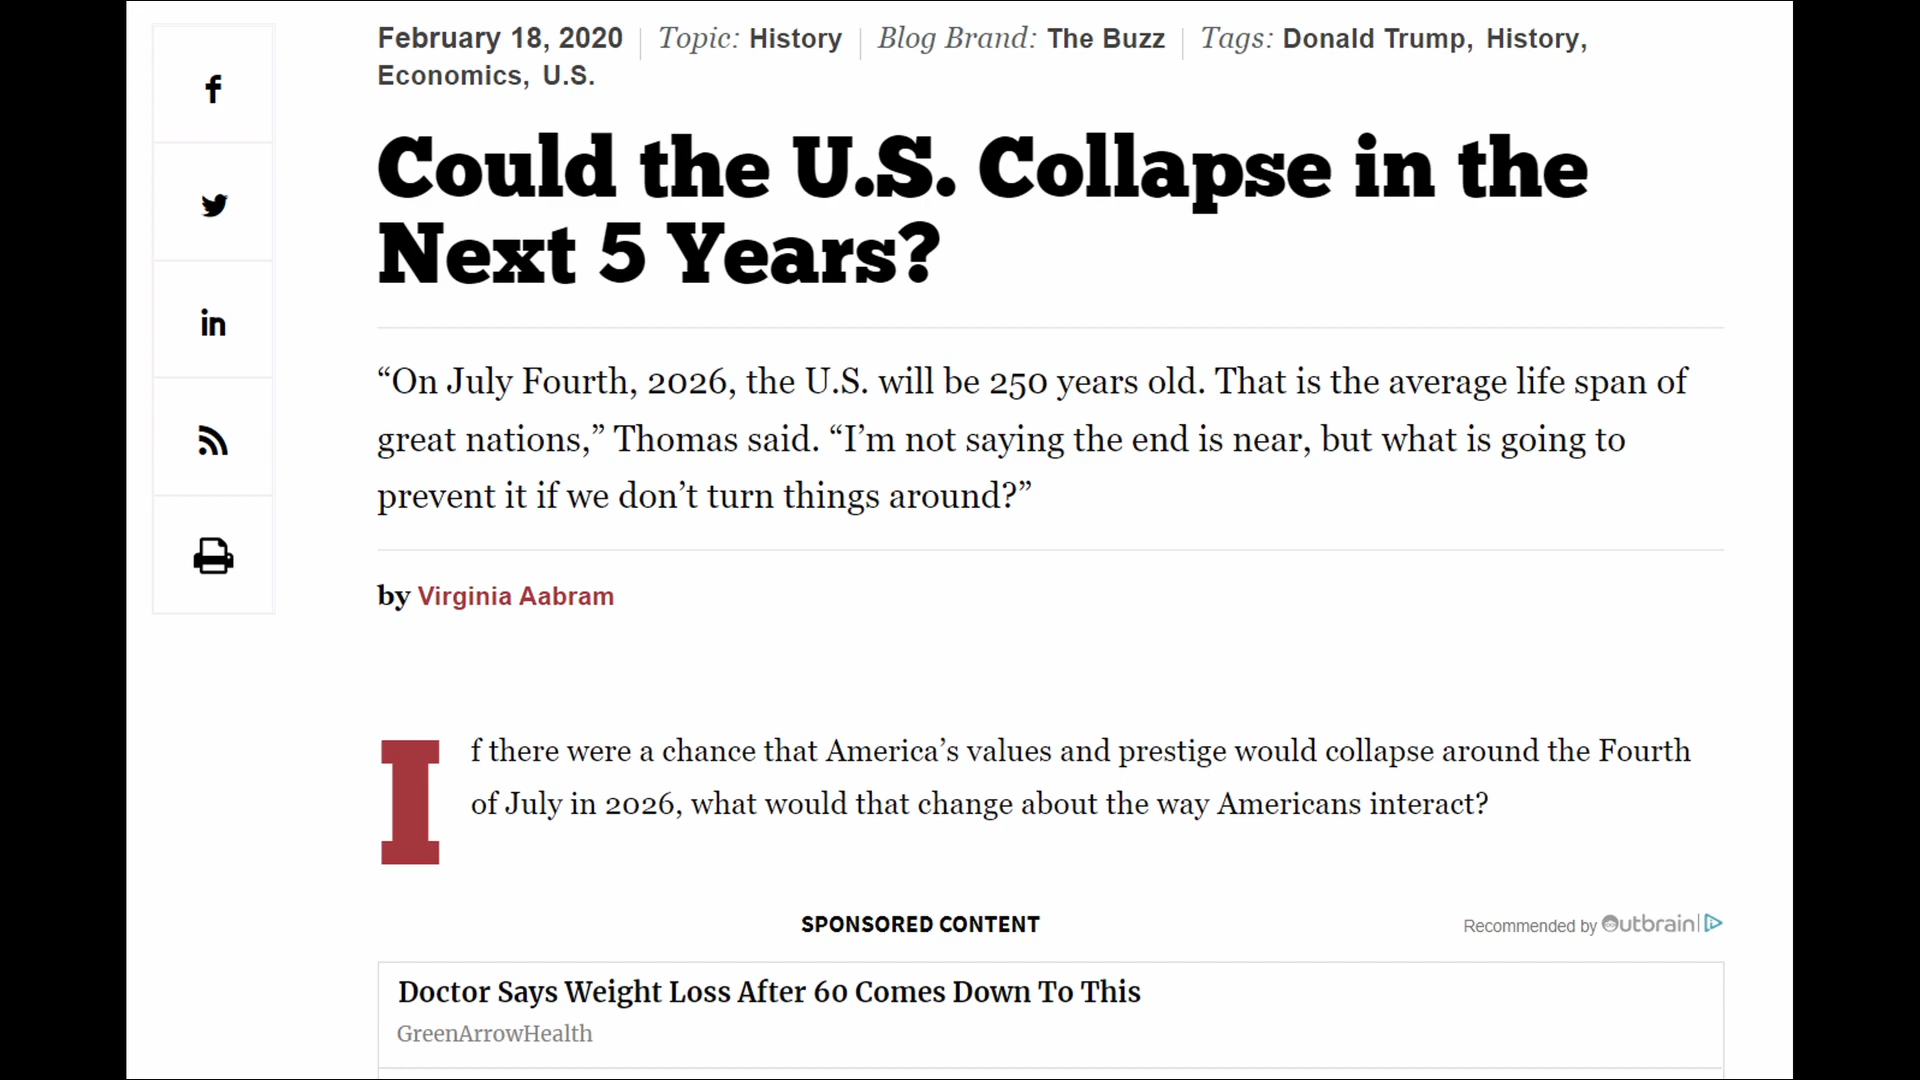 February 18, 2020 | Topic: History | Blog Brand: The Buzz | Tags: Donald Trump, History,
Economics, U.S.
Could the U.S. Collapse in the
Next 5 Years?
“On July Fourth, 2026, the U.S. will be 250 years old. That is the average life span of
great nations,” Thomas said. “I’m not saying the end is near, but what is going to
prevent it if we don’t turn things around?”
by Virginia Aabram
If there were a chance that America’s values and prestige would collapse around the Fourth
of July in 2026, what would that change about the way Americans interact?
SPONSORED CONTENT
Recommended by Outbrain
Doctor Says Weight Loss After 60 Comes Down To This
GreenArrowHealth